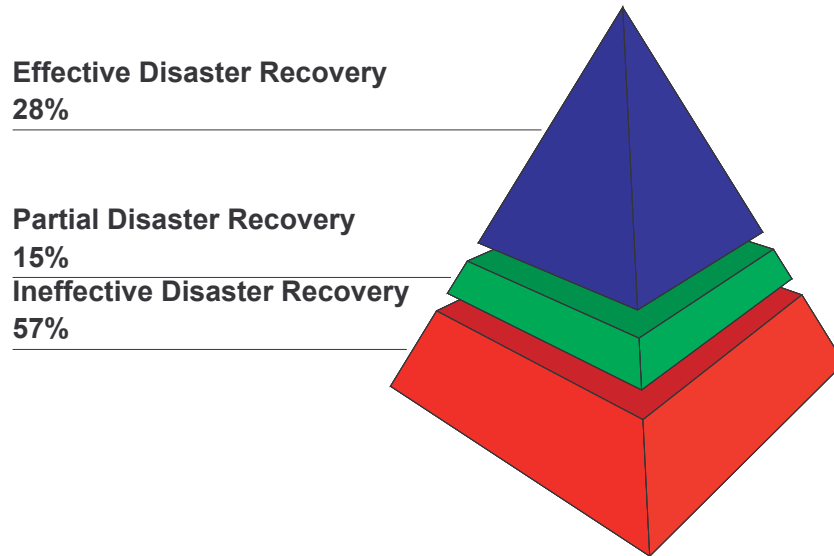 Effective Disaster Recovery
28%
Partial Disaster Recovery
15%
Ineffective Disaster Recovery
57%